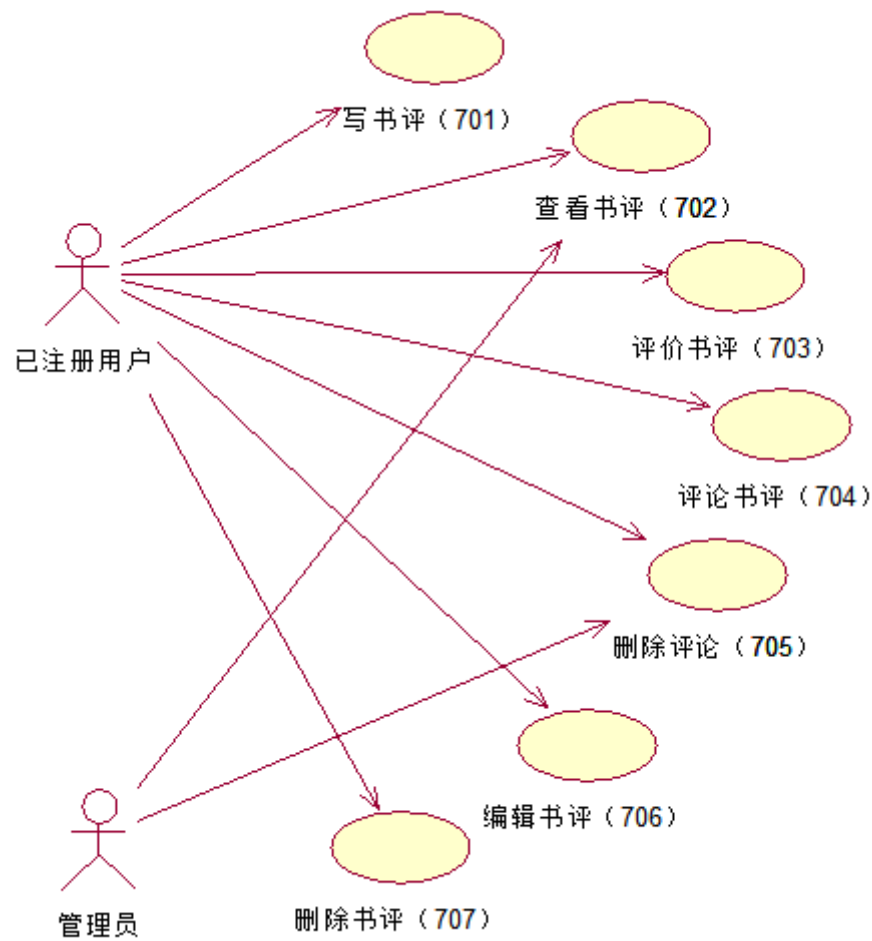 写书评（701）
查看书评（702）
评价书评（703）
已注册用户
评论书评（704）
删除评论（705）
编辑书评（706）
删除书评（707）
管理员